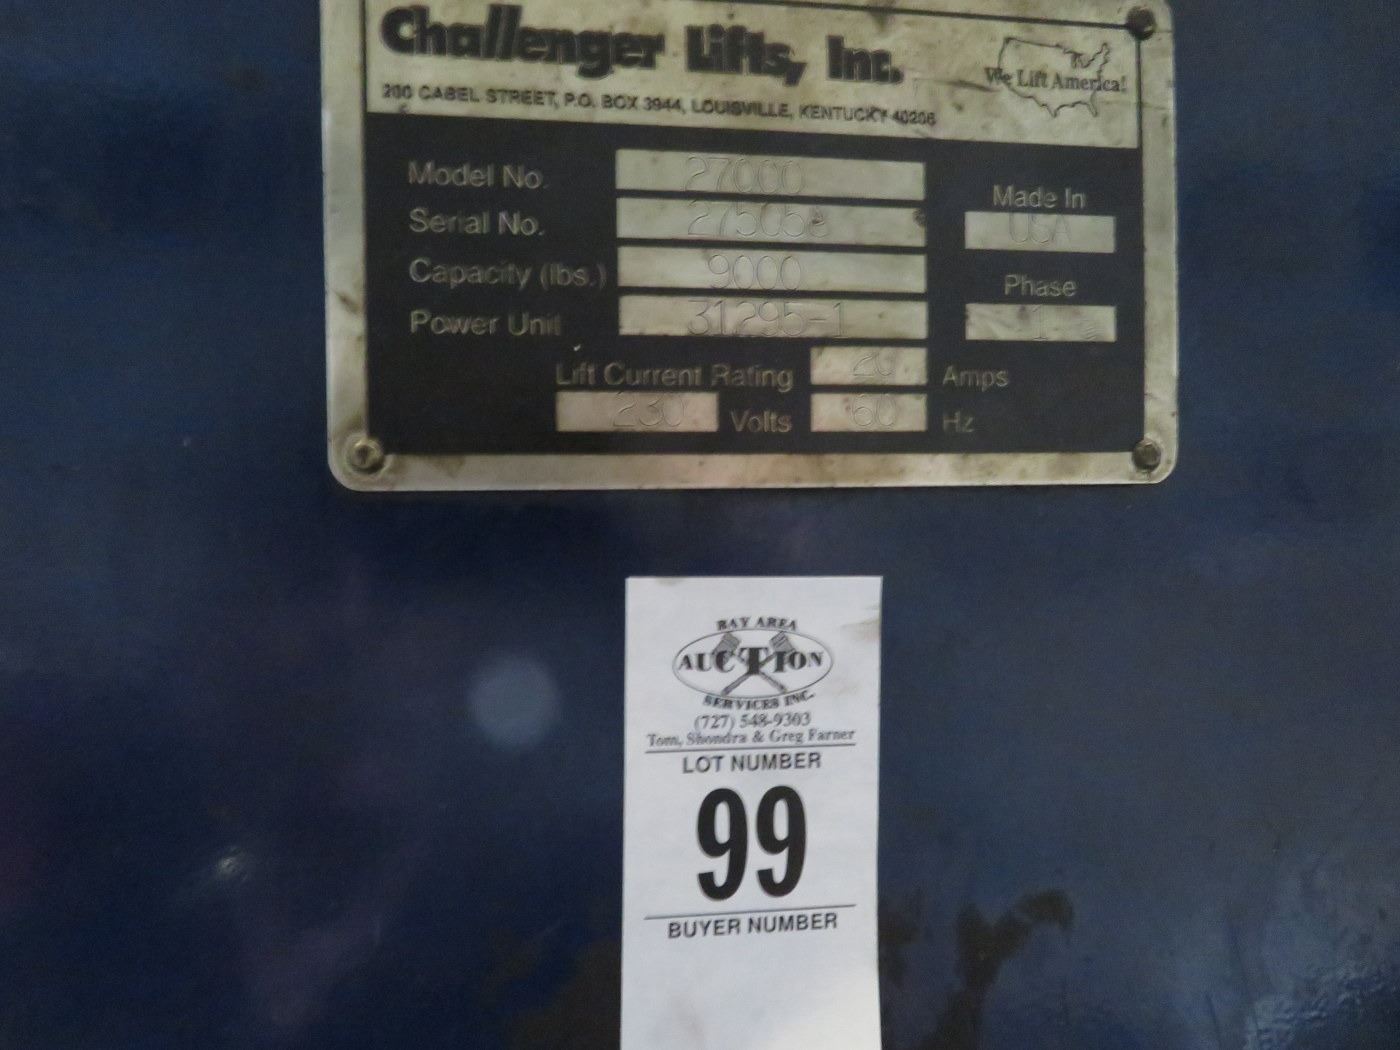 Challenger Lifts, Inc.
We Lift America!
200 CABEL STREET, P.O. BOX 3944, LOUISVILLE, KENTUCKY 40206
Model No. 27000
Serial No. 275058
Made In
USA
Capacity (lbs.) 9000
Phase
1
Power Unit 31295-1
Lift Current Rating 20 Amps
230 Volts 60 Hz
BAY AREA
AUCTION
SERVICES INC.
(727) 548-9303
Tom, Shondra & Greg Farner
LOT NUMBER
99
BUYER NUMBER